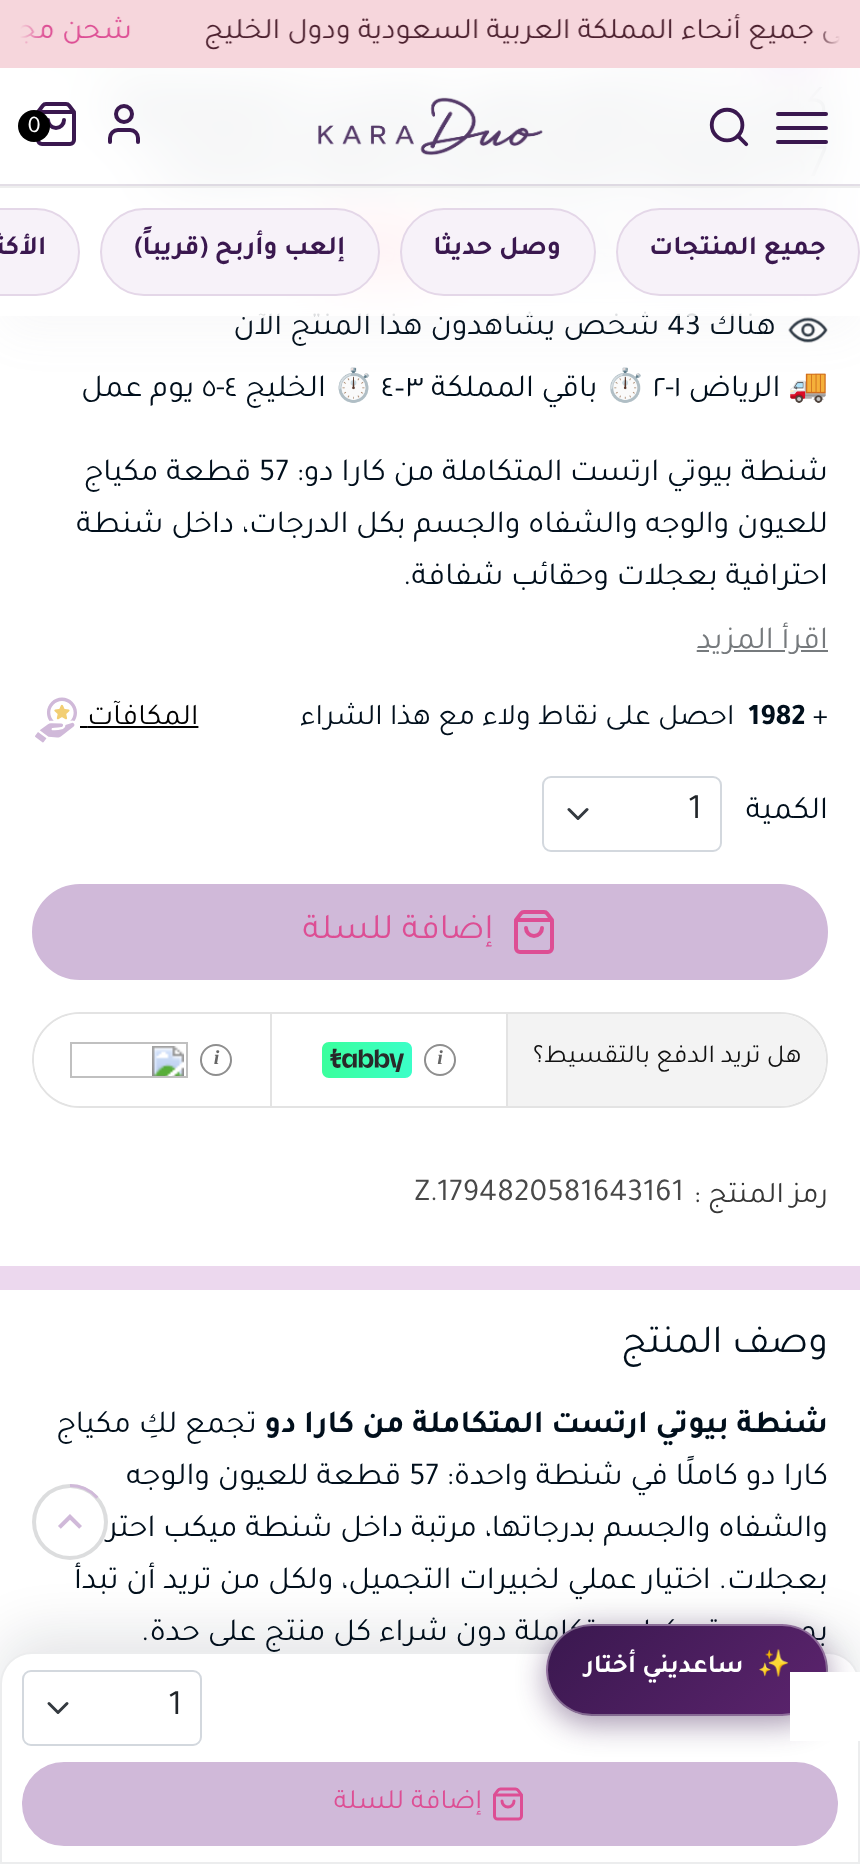 جميع أنحاء المملكة العربية السعودية ودول الخليج شحن
0
KARA Duo
جميع المنتجات
وصل حديثا
إلعب وأربح (قريباً)
هناك 43 شخص يشاهدون هذا المنتج الآن
🚚 الرياض ١-٢ ⏱️ باقي المملكة ٣-٤ ⏱️ الخليج ٤-٥ يوم عمل
شنطة بيوتي ارتست المتكاملة من كارا دو: 57 قطعة مكياج
للعيون والوجه والشفاه والجسم بكل الدرجات، داخل شنطة
احترافية بعجلات وحقائب شفافة.
اقرأ المزيد
+ 1982 احصل على نقاط ولاء مع هذا الشراء
المكافآت
الكمية
1
إضافة للسلة
هل تريد الدفع بالتقسيط؟
i
tabby
i
رمز المنتج : Z.1794820581643161
وصف المنتج
شنطة بيوتي ارتست المتكاملة من كارا دو تجمع لكِ مكياج
كارا دو كاملًا في شنطة واحدة: 57 قطعة للعيون والوجه
والشفاه والجسم بدرجاتها، مرتبة داخل شنطة ميكب
بعجلات. اختيار عملي لخبيرات التجميل، ولكل من تريد أن تبدأ
دون شراء كل منتج على حدة.
✨ ساعديني أختار
1
إضافة للسلة